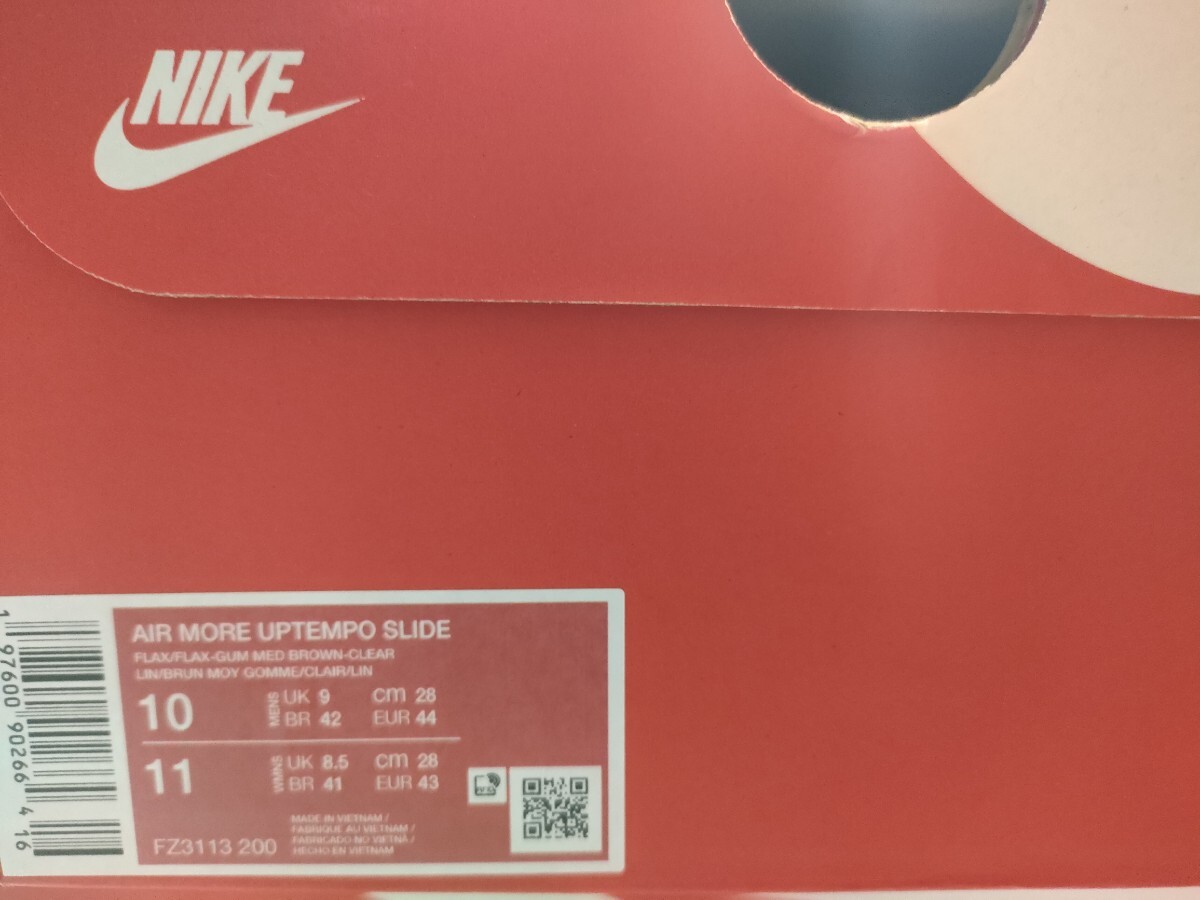 NIKE
AIR MORE UPTEMPO SLIDE
FLAX/FLAX-GUM MED BROWN-CLEAR
LIN/BRUN MOY GOMME/CLAIR/LIN
10 MENS UK 9 cm 28
BR 42 EUR 44
11 WMNS UK 8.5 cm 28
BR 41 EUR 43
MADE IN VIETNAM /
FABRIQUÉ AU VIETNAM /
FABRICADO NO VIETNÃ /
HECHO EN VIETNAM
FZ3113 200
1 97600 90266 4 16